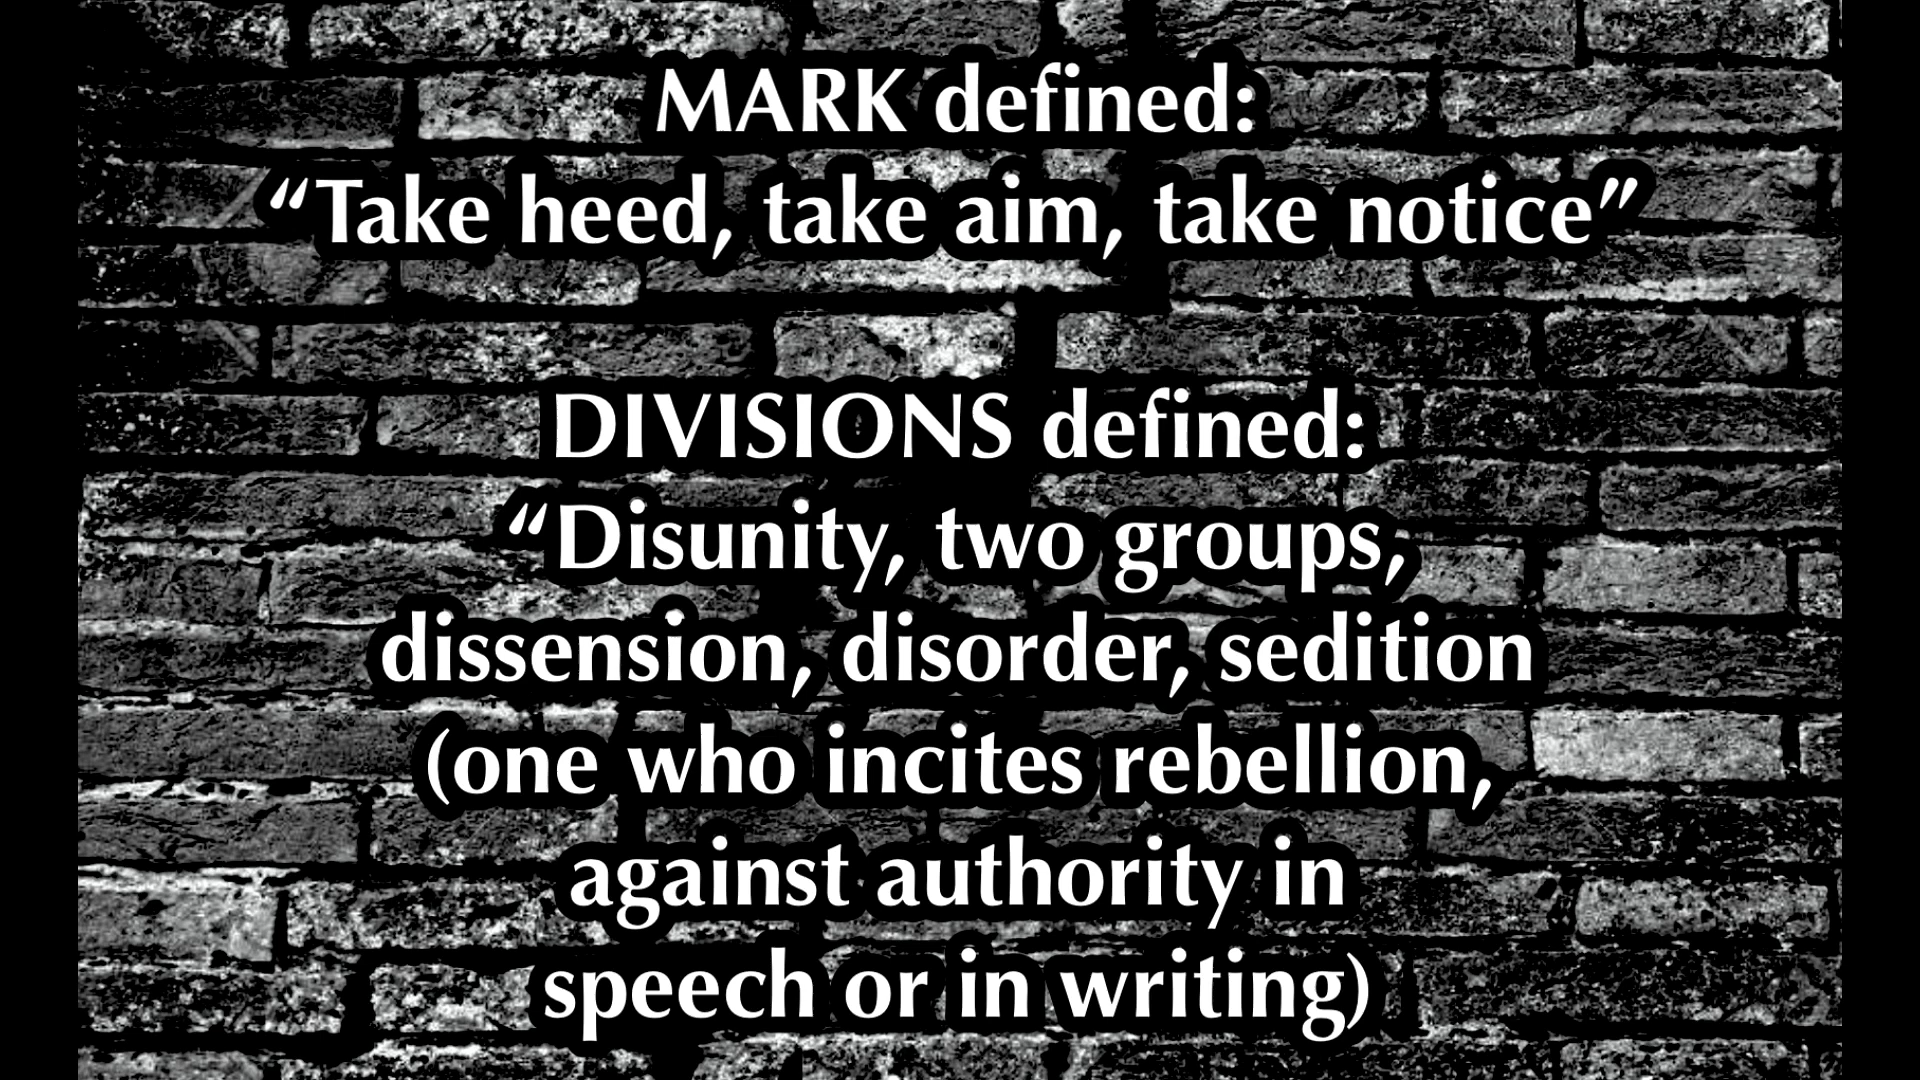 MARK defined:
“Take heed, take aim, take notice”
DIVISIONS defined:
“Disunity, two groups,
dissension, disorder, sedition
(one who incites rebellion,
against authority in
speech or in writing)